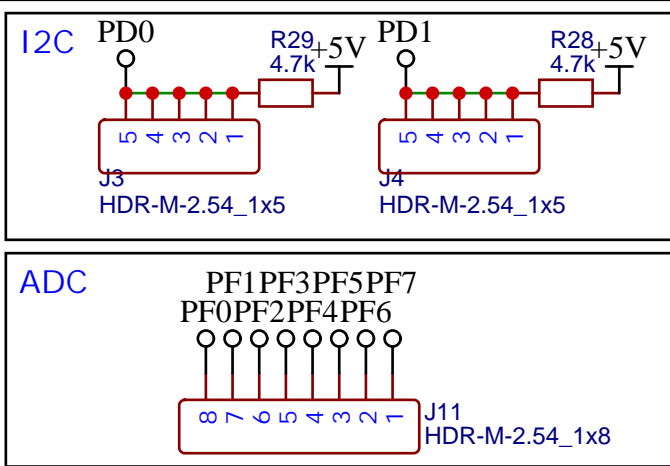 I2C
PD0
R29
+5V
4.7k
5 4 3 2 1
J3
HDR-M-2.54_1x5
PD1
R28
+5V
4.7k
5 4 3 2 1
J4
HDR-M-2.54_1x5
ADC
PF1PF3PF5PF7
PF0PF2PF4PF6
8 7 6 5 4 3 2 1
J11
HDR-M-2.54_1x8